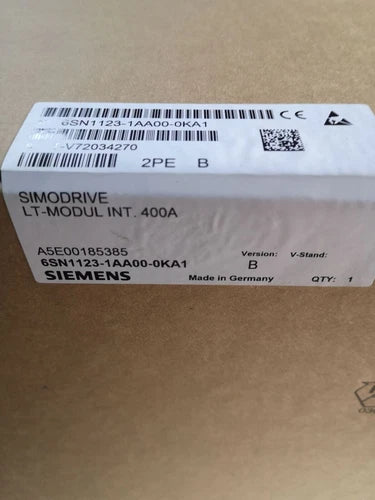 6SN1123-1AA00-0KA1
-V72034270
2PE B
SIMODRIVE
LT-MODUL INT. 400A
A5E00185385
6SN1123-1AA00-0KA1
SIEMENS
Version: V-Stand:
B
Made in Germany
QTY: 1